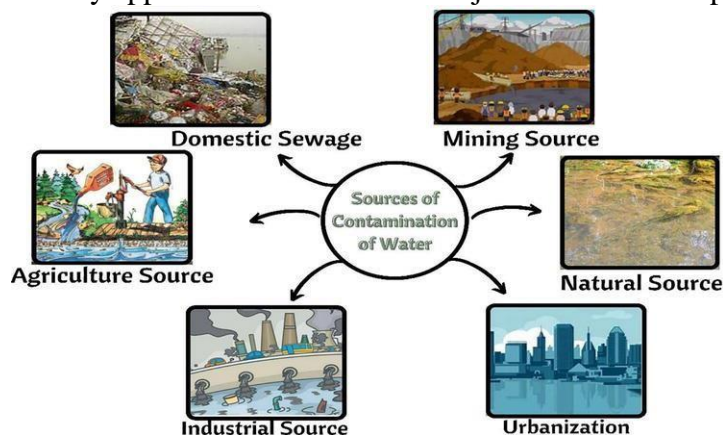 Domestic Sewage
Mining Source
Sources of
Contamination
of Water
Agriculture Source
Natural Source
Industrial Source
Urbanization